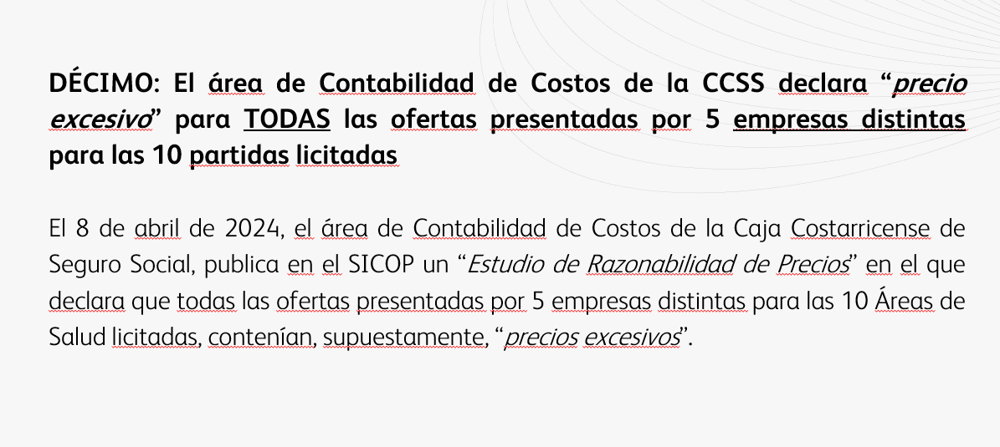 DÉCIMO: El área de Contabilidad de Costos de la CCSS declara “precio
excesivo” para TODAS las ofertas presentadas por 5 empresas distintas
para las 10 partidas licitadas
El 8 de abril de 2024, el área de Contabilidad de Costos de la Caja Costarricense de
Seguro Social, publica en el SICOP un “Estudio de Razonabilidad de Precios” en el que
declara que todas las ofertas presentadas por 5 empresas distintas para las 10 Áreas de
Salud licitadas, contenían, supuestamente, “precios excesivos”.